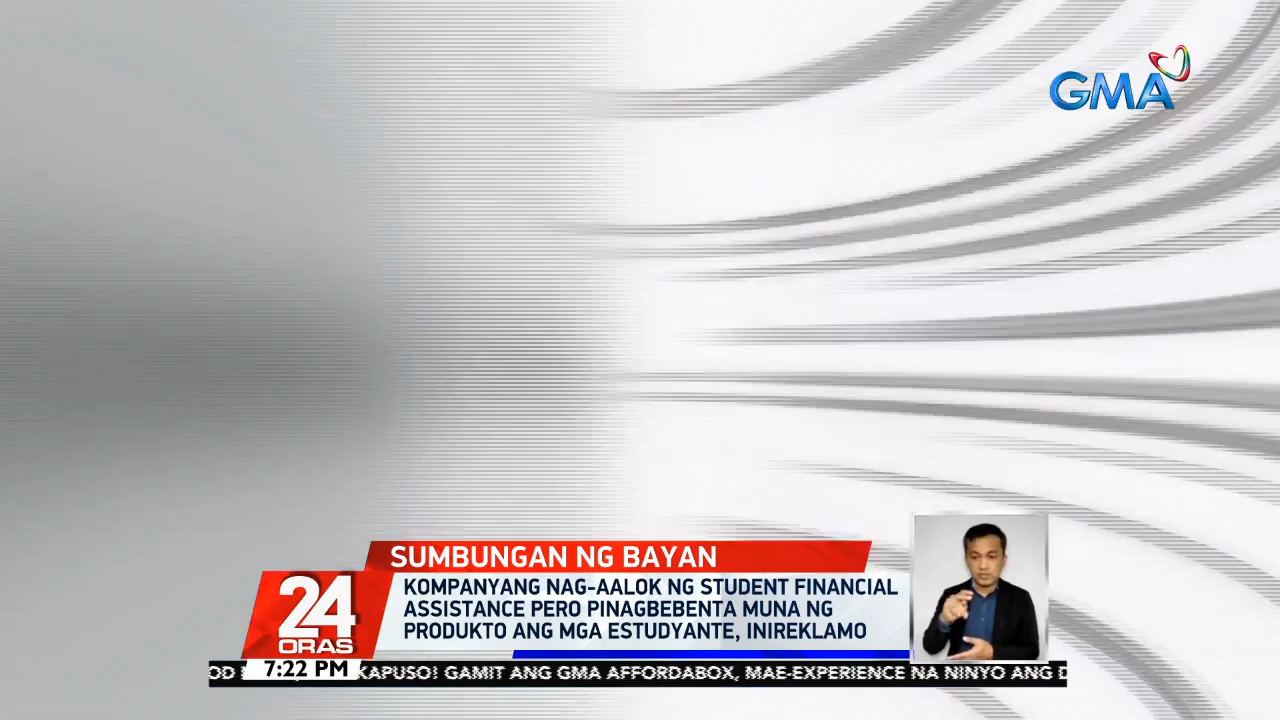 GMA
SUMBUNGAN NG BAYAN
KOMPANYANG NAG-AALOK NG STUDENT FINANCIAL
ASSISTANCE PERO PINAGBEBENTA MUNA NG
PRODUKTO ANG MGA ESTUDYANTE, INIREKLAMO
24
ORAS
7:22 PM
KAPUSO! GAMIT ANG GMA AFFORDABOX, MAE-EXPERIENCE NA NINYO ANG